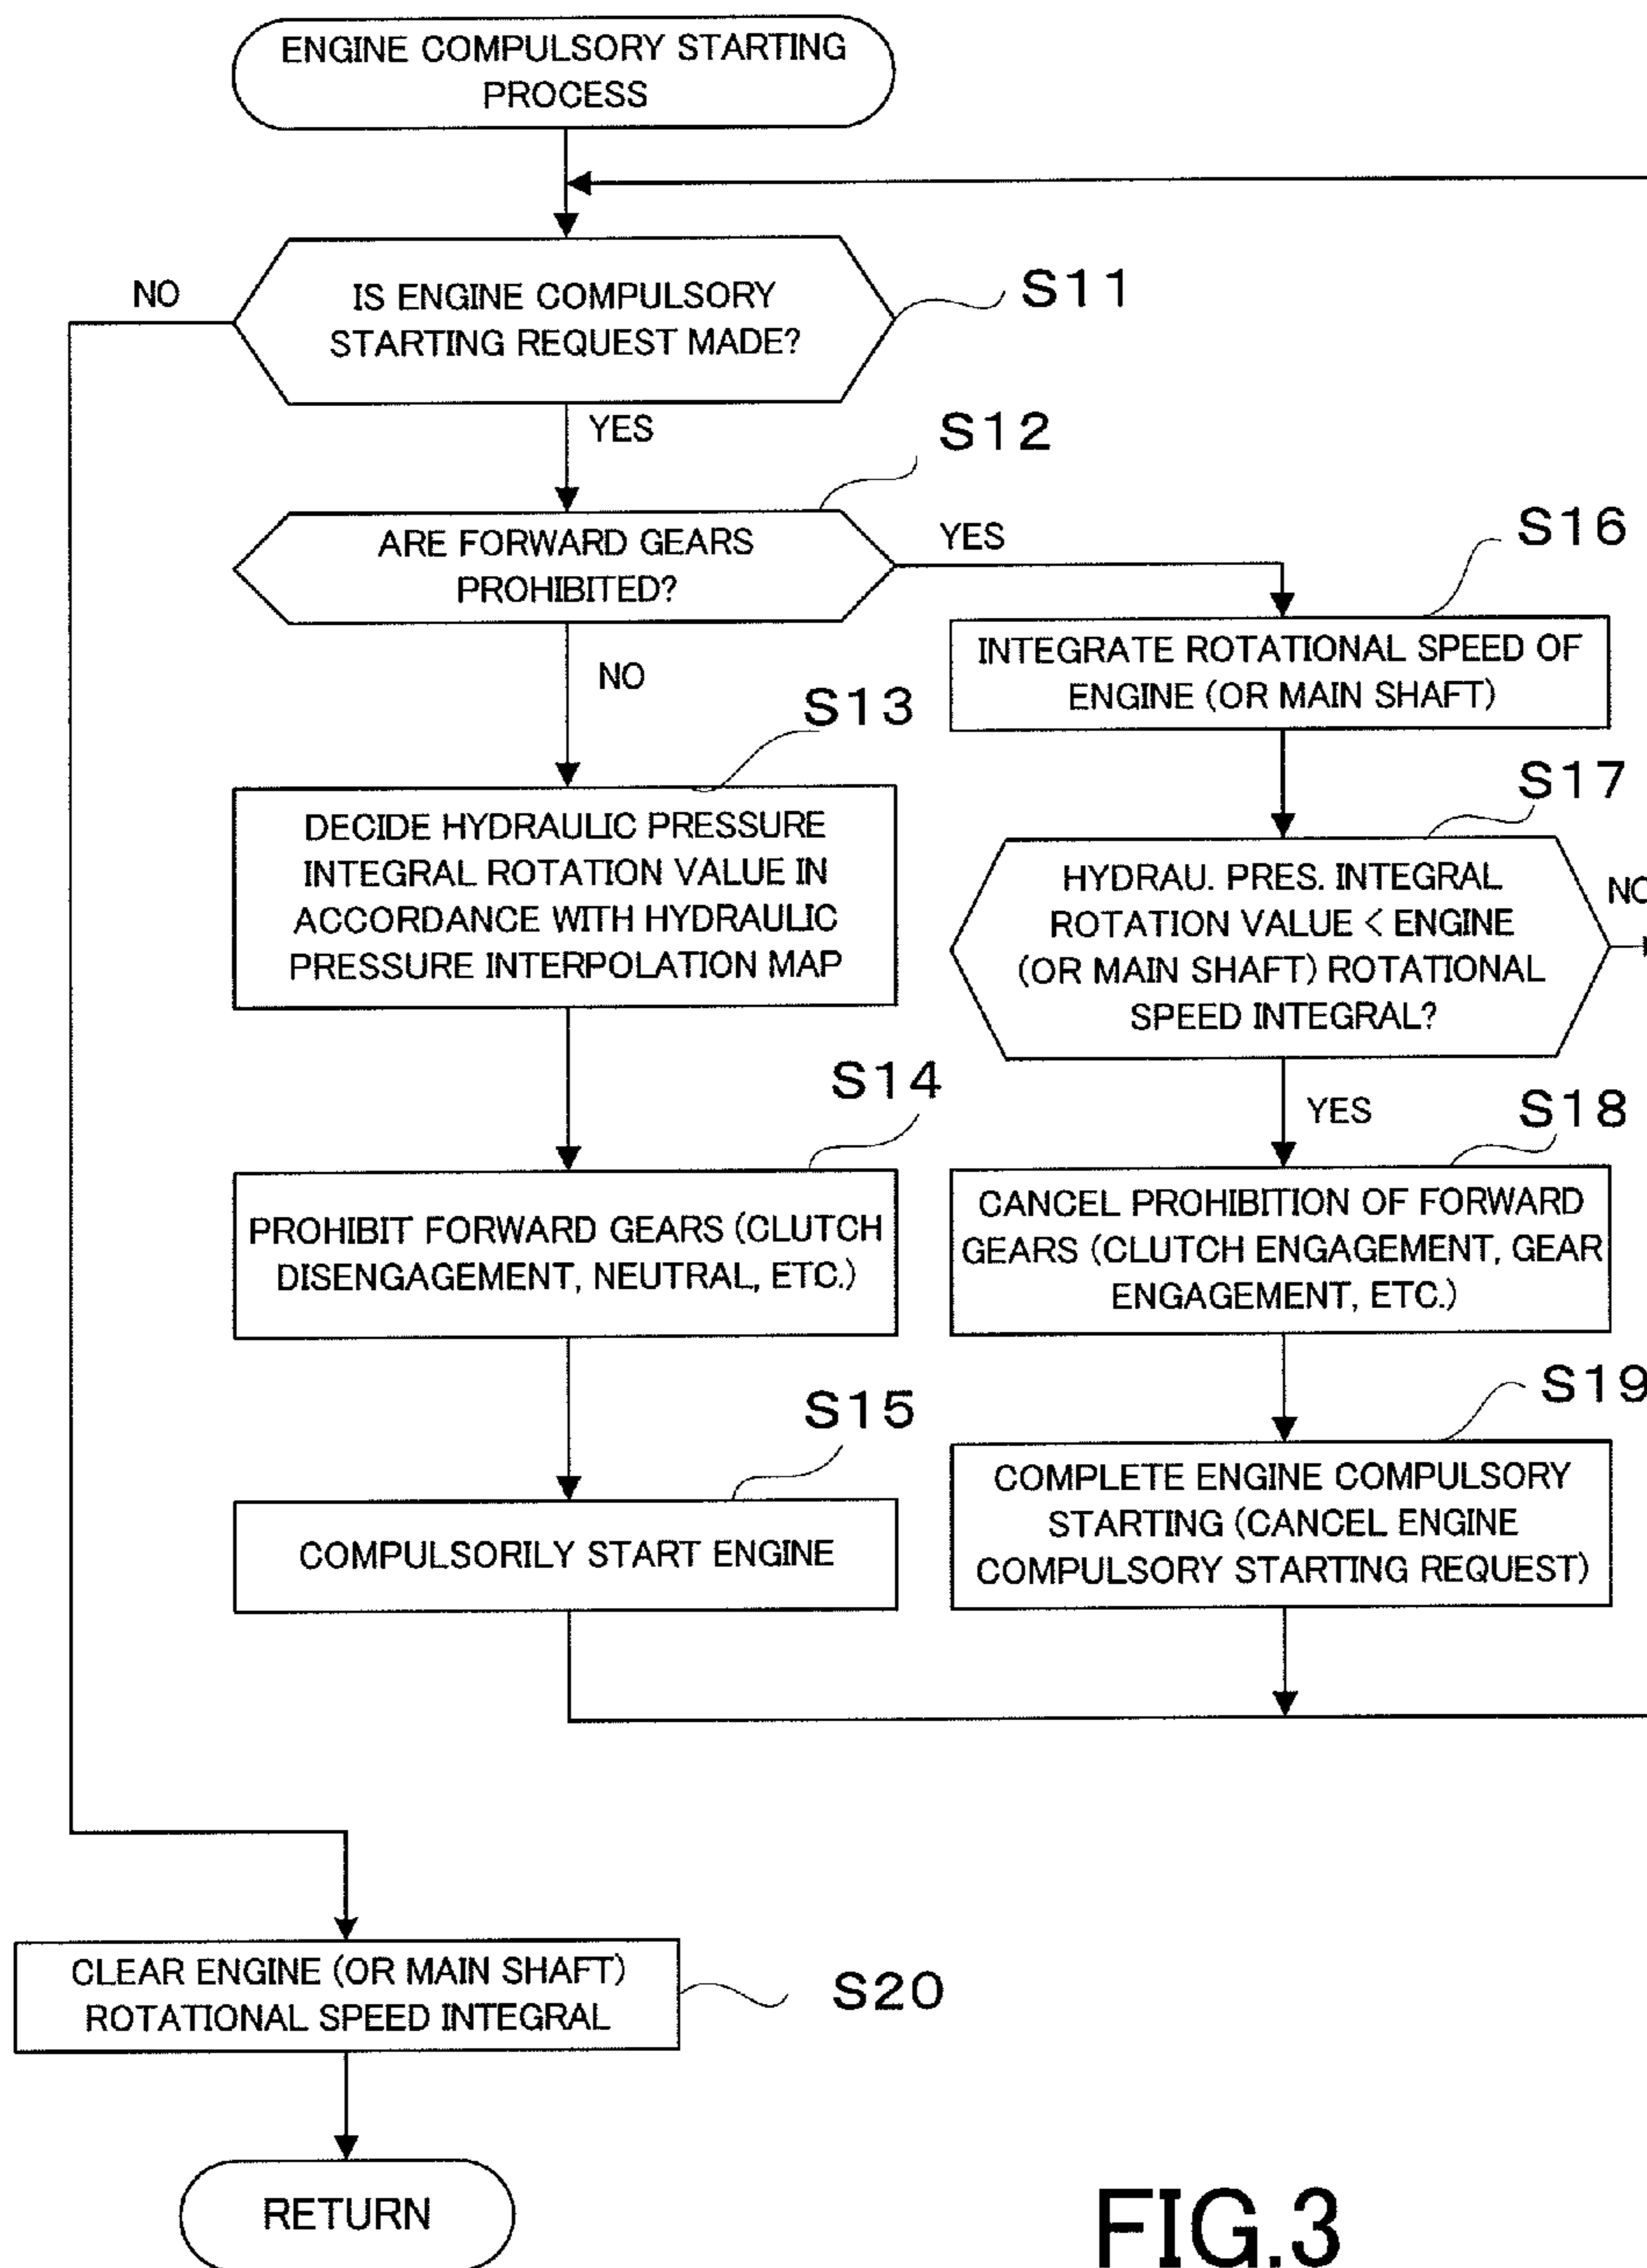 ENGINE COMPULSORY STARTING
PROCESS
NO
IS ENGINE COMPULSORY
STARTING REQUEST MADE?
S11
YES
S12
ARE FORWARD GEARS
PROHIBITED?
YES
NO
S13
DECIDE HYDRAULIC PRESSURE
INTEGRAL ROTATION VALUE IN
ACCORDANCE WITH HYDRAULIC
PRESSURE INTERPOLATION MAP
S14
PROHIBIT FORWARD GEARS (CLUTCH
DISENGAGEMENT, NEUTRAL, ETC.)
S15
COMPULSORILY START ENGINE
S16
INTEGRATE ROTATIONAL SPEED OF
ENGINE (OR MAIN SHAFT)
S17
HYDRAU. PRES. INTEGRAL
ROTATION VALUE < ENGINE
(OR MAIN SHAFT) ROTATIONAL
SPEED INTEGRAL?
NO
YES
S18
CANCEL PROHIBITION OF FORWARD
GEARS (CLUTCH ENGAGEMENT, GEAR
ENGAGEMENT, ETC.)
S19
COMPLETE ENGINE COMPULSORY
STARTING (CANCEL ENGINE
COMPULSORY STARTING REQUEST)
CLEAR ENGINE (OR MAIN SHAFT)
ROTATIONAL SPEED INTEGRAL
S20
RETURN
FIG.3